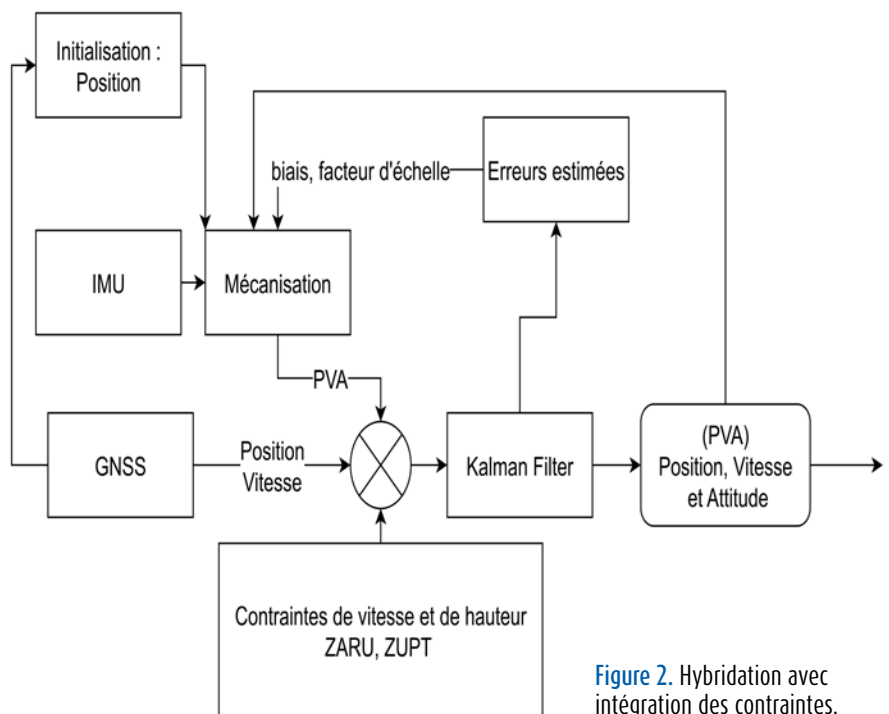 Initialisation :
Position
biais, facteur d'échelle
Erreurs estimées
IMU
Mécanisation
PVA
GNSS
Position
Vitesse
Kalman Filter
(PVA)
Position, Vitesse
et Attitude
Contraintes de vitesse et de hauteur
ZARU, ZUPT
Figure 2. Hybridation avec
intégration des contraintes.